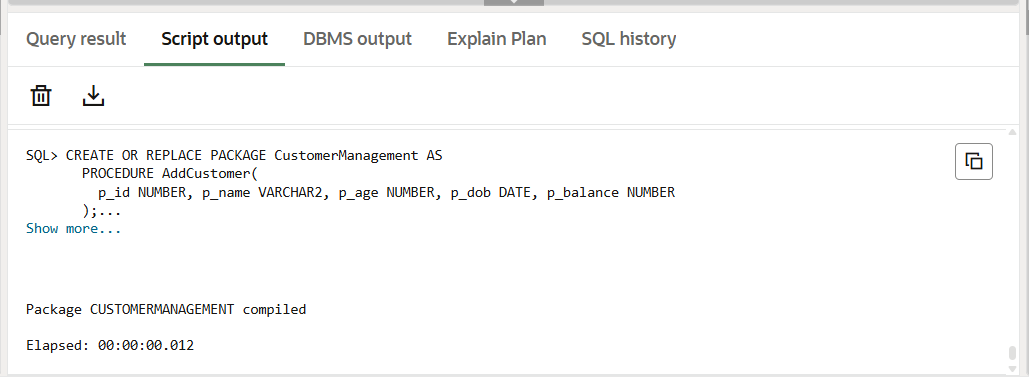 Query result Script output DBMS output Explain Plan SQL history
SQL> CREATE OR REPLACE PACKAGE CustomerManagement AS
PROCEDURE AddCustomer(
p_id NUMBER, p_name VARCHAR2, p_age NUMBER, p_dob DATE, p_balance NUMBER
);...
Show more...
Package CUSTOMERMANAGEMENT compiled
Elapsed: 00:00:00.012